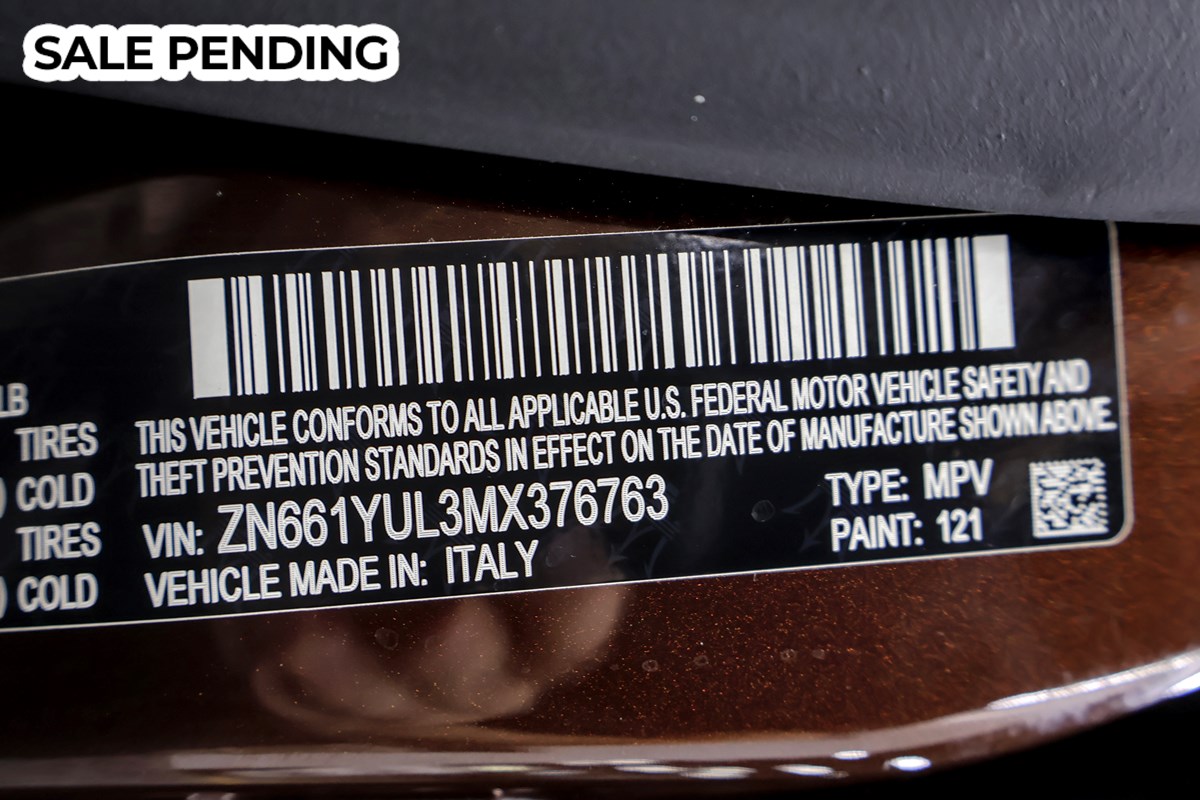 SALE PENDING
LB
TIRES
) COLD
TIRES
) COLD
THIS VEHICLE CONFORMS TO ALL APPLICABLE U.S. FEDERAL MOTOR VEHICLE SAFETY AND
THEFT PREVENTION STANDARDS IN EFFECT ON THE DATE OF MANUFACTURE SHOWN ABOVE.
VIN: ZN661YUL3MX376763
VEHICLE MADE IN: ITALY
TYPE: MPV
PAINT: 121